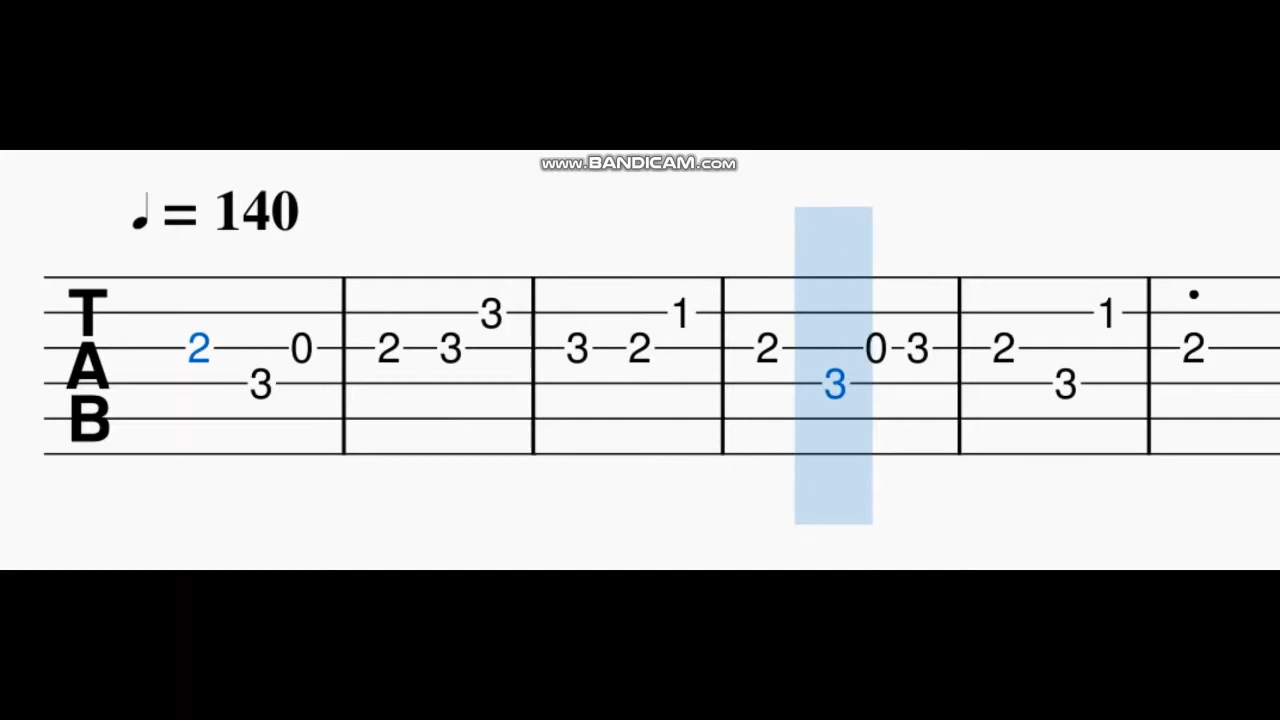 www.BANDICAM.com
♩ = 140
T
3 3 1 1
A 2 0 2 3 3 2 2 0 3 2 2
3 3 3
B